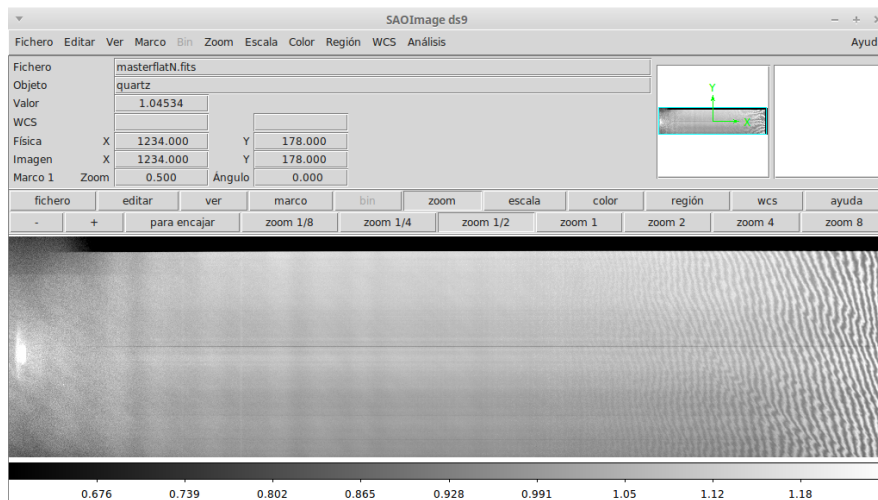 SAOImage ds9
Fichero Editar Ver Marco Bin Zoom Escala Color Región WCS Análisis Ayud
Fichero masterflatN.fits
Objeto quartz
Valor 1.04534
WCS
Física X 1234.000 Y 178.000
Imagen X 1234.000 Y 178.000
Marco 1 Zoom 0.500 Ángulo 0.000
Y
X
fichero editar ver marco bin zoom escala color región wcs ayuda
- + para encajar zoom 1/8 zoom 1/4 zoom 1/2 zoom 1 zoom 2 zoom 4 zoom 8
0.676 0.739 0.802 0.865 0.928 0.991 1.05 1.12 1.18